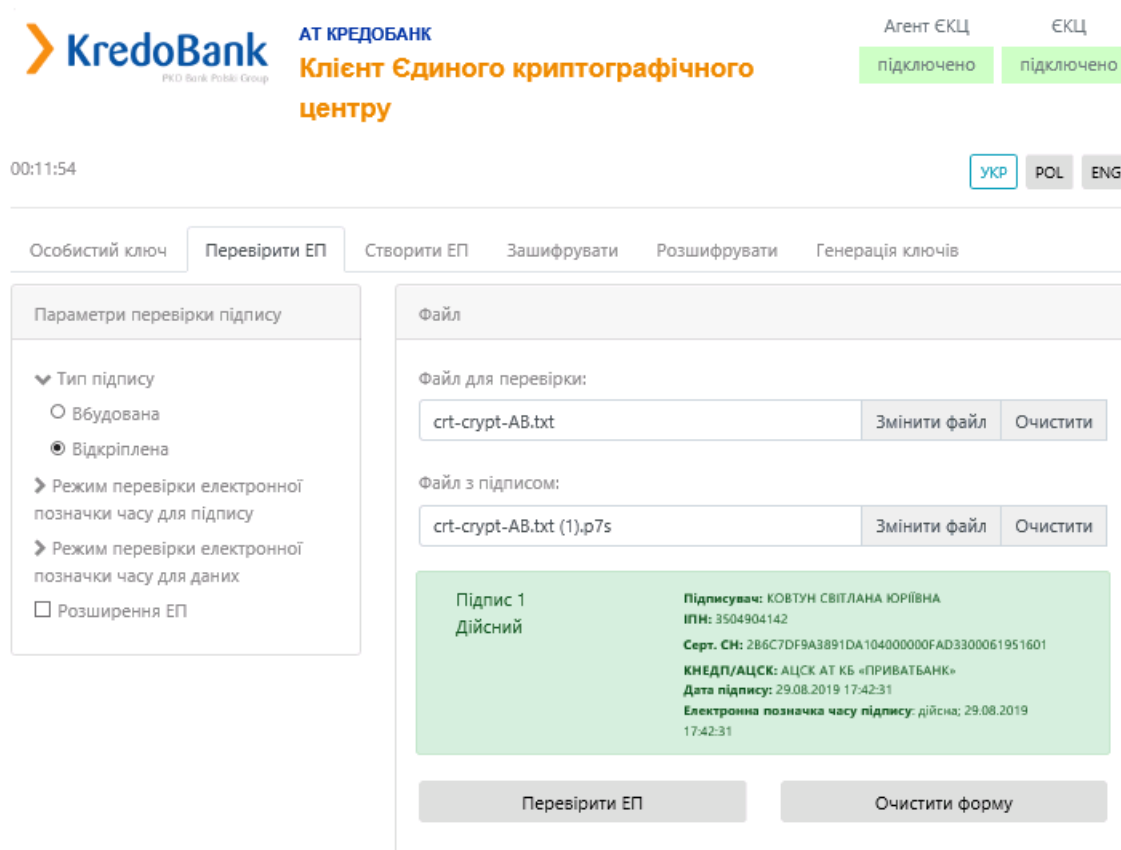 KredoBank
PKO Bank Polski Group
АТ КРЕДОБАНК
Клієнт Єдиного криптографічного
центру
Агент ЄКЦ
ЄКЦ
підключено
підключено
00:11:54
УКР
POL
ENG
Особистий ключ
Перевірити ЕП
Створити ЕП
Зашифрувати
Розшифрувати
Генерація ключів
Параметри перевірки підпису
Тип підпису
Вбудована
Відкріплена
Режим перевірки електронної
позначки часу для підпису
Режим перевірки електронної
позначки часу для даних
Розширення ЕП
Файл
Файл для перевірки:
crt-crypt-AB.txt
Змінити файл
Очистити
Файл з підписом:
crt-crypt-AB.txt (1).p7s
Змінити файл
Очистити
Підпис 1
Дійсний
Підписувач: КОВТУН СВІТЛАНА ЮРІЇВНА
ІПН: 3504904142
Серт. СН: 2B6C7DF9A3891DA104000000FAD3300061951601
КНЕДП/АЦСК: АЦСК АТ КБ «ПРИВАТБАНК»
Дата підпису: 29.08.2019 17:42:31
Електронна позначка часу підпису: дійсна; 29.08.2019
17:42:31
Перевірити ЕП
Очистити форму